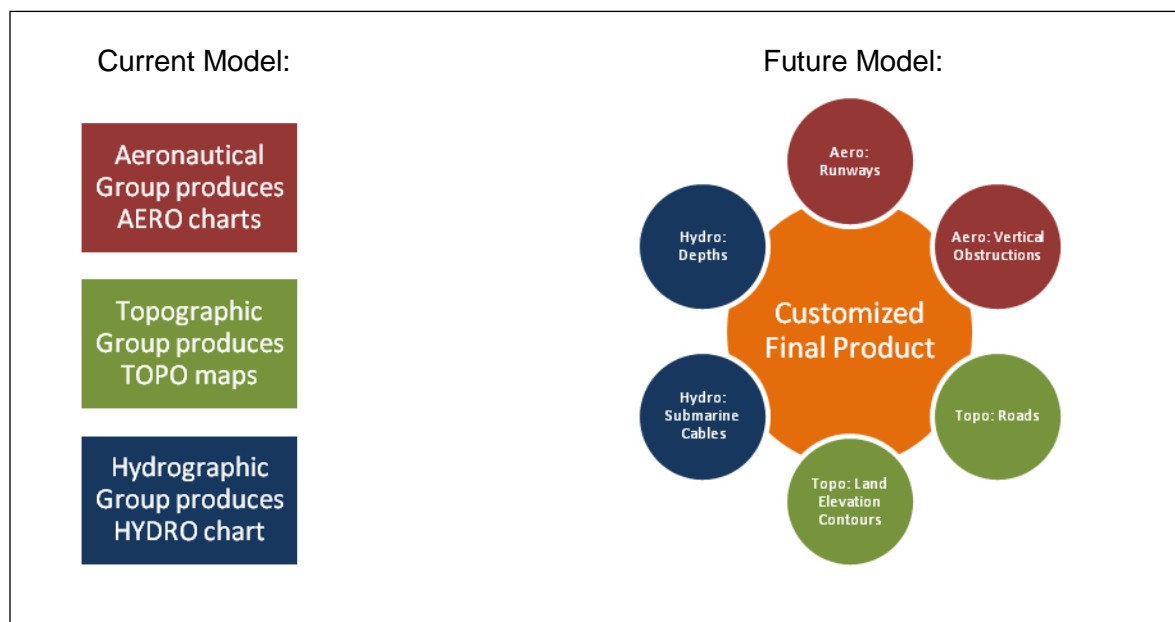 Current Model:
Aeronautical
Group produces
AERO charts
Topographic
Group produces
TOPO maps
Hydrographic
Group produces
HYDRO chart
Future Model:
Aero:
Runways
Aero: Vertical
Obstructions
Topo: Roads
Topo: Land
Elevation
Contours
Hydro:
Submarine
Cables
Hydro:
Depths
Customized
Final Product